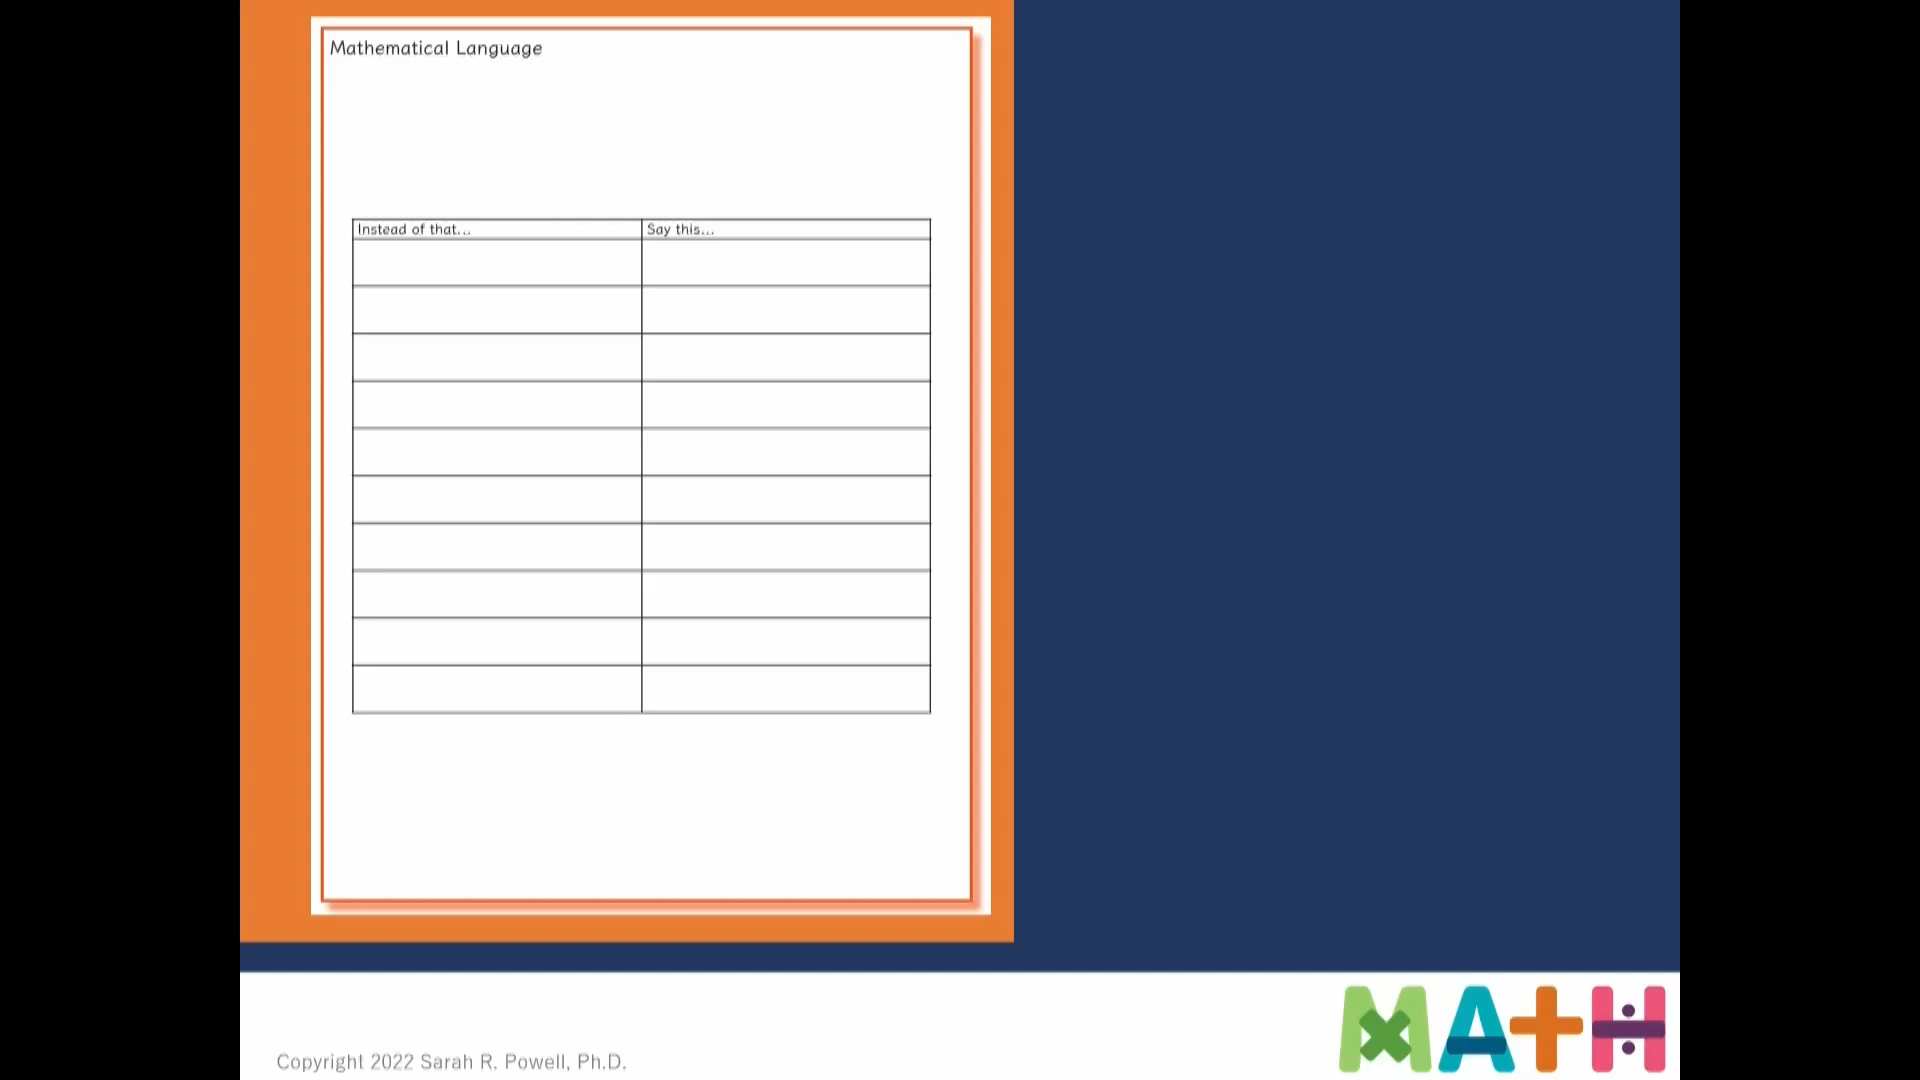 Mathematical Language
Instead of that... Say this...
Copyright 2022 Sarah R. Powell, Ph.D.
MATH